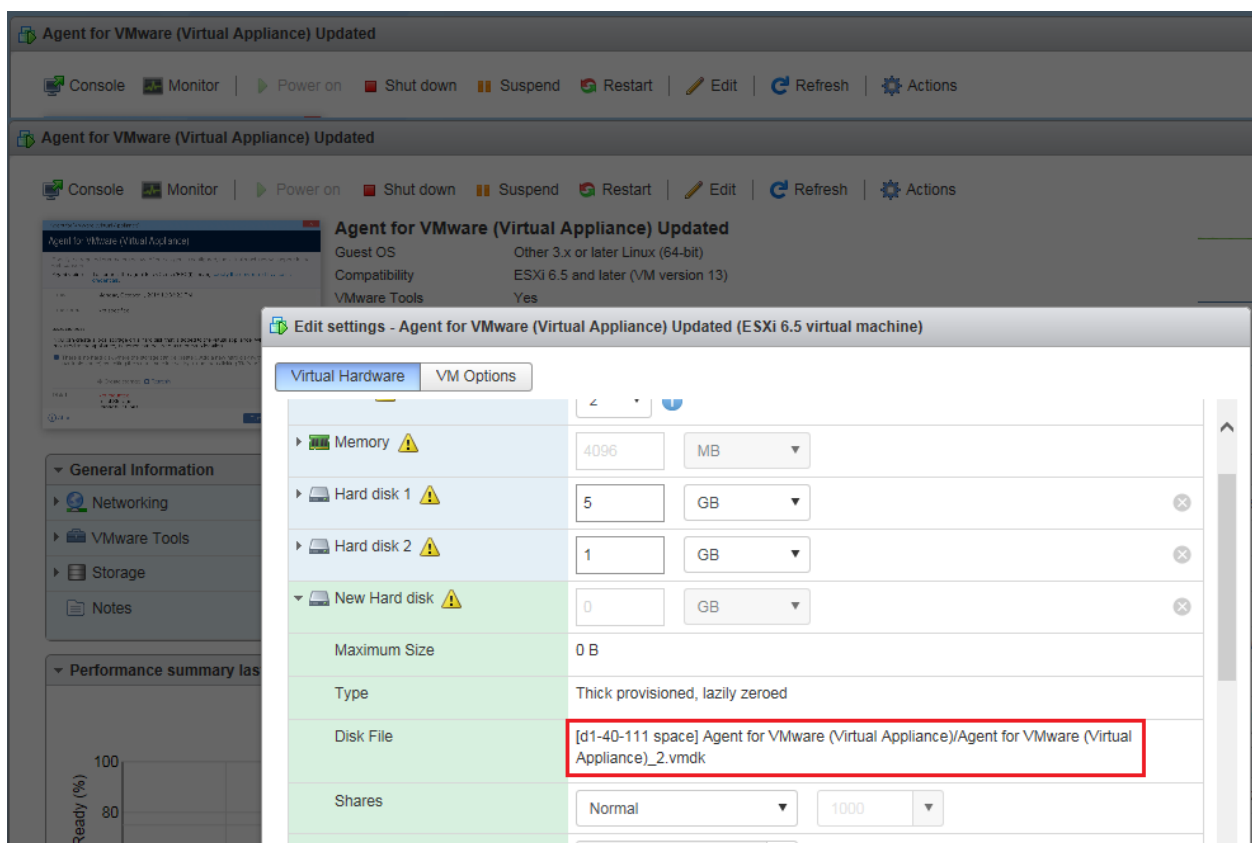 Agent for VMware (Virtual Appliance) Updated
Console Monitor Power on Shut down Suspend Restart Edit Refresh Actions
Agent for VMware (Virtual Appliance) Updated
Console Monitor Power on Shut down Suspend Restart Edit Refresh Actions
Agent for VMware (Virtual Appliance)
Agent for VMware (Virtual Appliance) Updated
Guest OS Other 3.x or later Linux (64-bit)
Compatibility ESXi 6.5 and later (VM version 13)
VMware Tools Yes
Edit settings - Agent for VMware (Virtual Appliance) Updated (ESXi 6.5 virtual machine)
Virtual Hardware VM Options
2
Memory 4096 MB
Hard disk 1 5 GB
Hard disk 2 1 GB
New Hard disk 0 GB
Maximum Size 0 B
Type Thick provisioned, lazily zeroed
Disk File [d1-40-111 space] Agent for VMware (Virtual Appliance)/Agent for VMware (Virtual
Appliance)_2.vmdk
Shares Normal 1000
General Information
Networking
VMware Tools
Storage
Notes
Performance summary las
100
80
Ready (%)